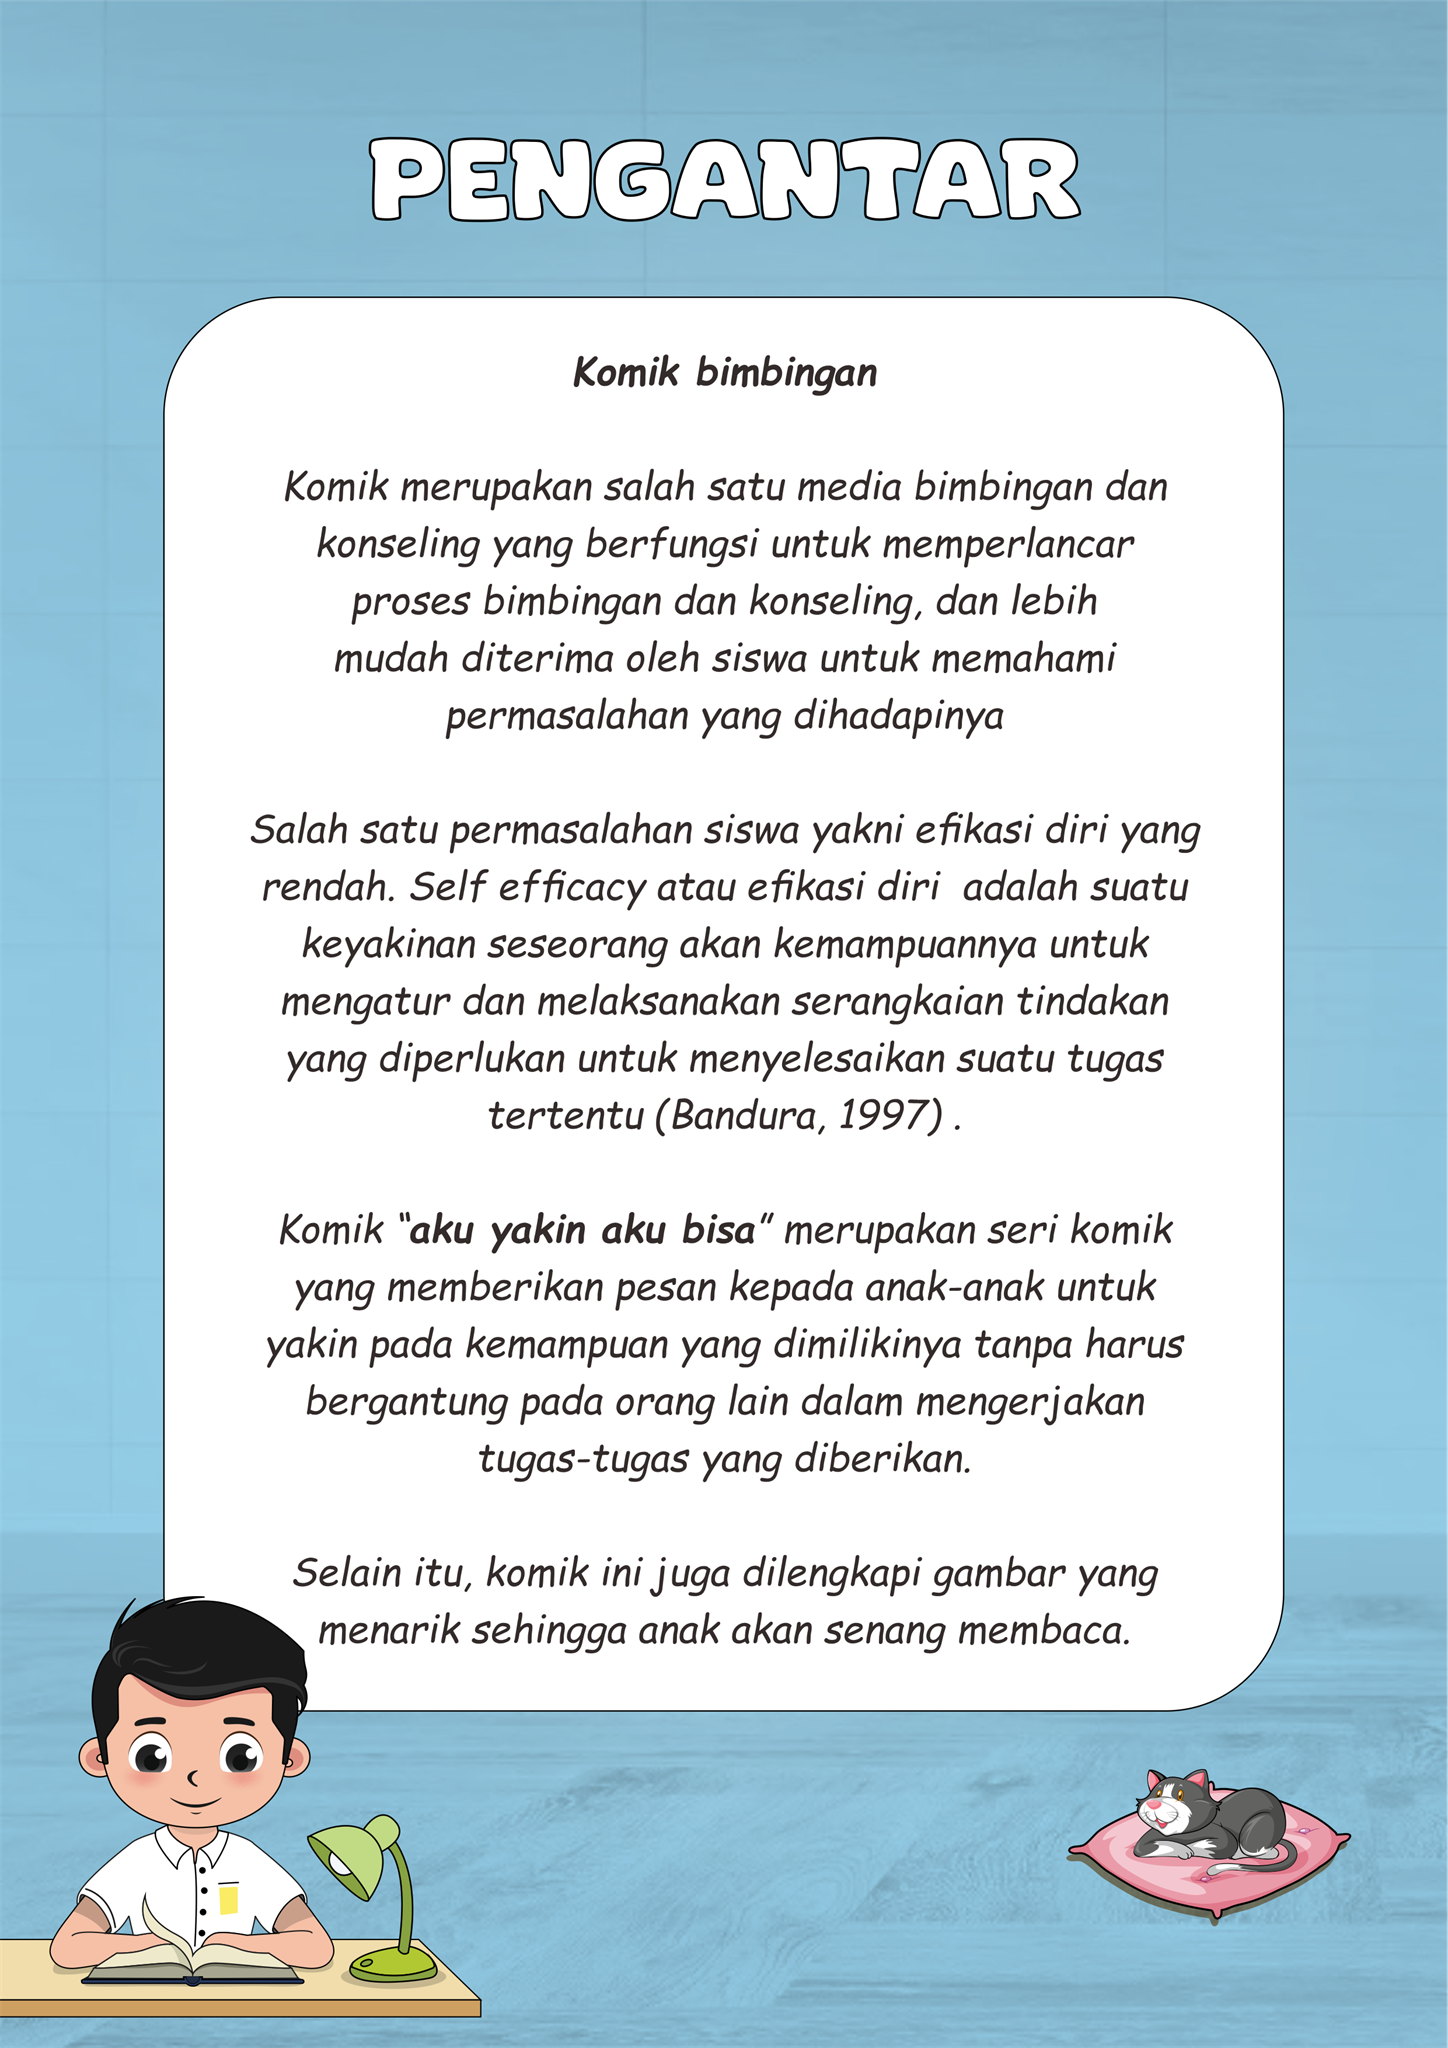 PENGANTAR
Komik bimbingan
Komik merupakan salah satu media bimbingan dan
konseling yang berfungsi untuk memperlancar
proses bimbingan dan konseling, dan lebih
mudah diterima oleh siswa untuk memahami
permasalahan yang dihadapinya
Salah satu permasalahan siswa yakni efikasi diri yang
rendah. Self efficacy atau efikasi diri  adalah suatu
keyakinan seseorang akan kemampuannya untuk
mengatur dan melaksanakan serangkaian tindakan
yang diperlukan untuk menyelesaikan suatu tugas
tertentu (Bandura, 1997) .
Komik “aku yakin aku bisa” merupakan seri komik
yang memberikan pesan kepada anak-anak untuk
yakin pada kemampuan yang dimilikinya tanpa harus
bergantung pada orang lain dalam mengerjakan
tugas-tugas yang diberikan.
Selain itu, komik ini juga dilengkapi gambar yang
menarik sehingga anak akan senang membaca.